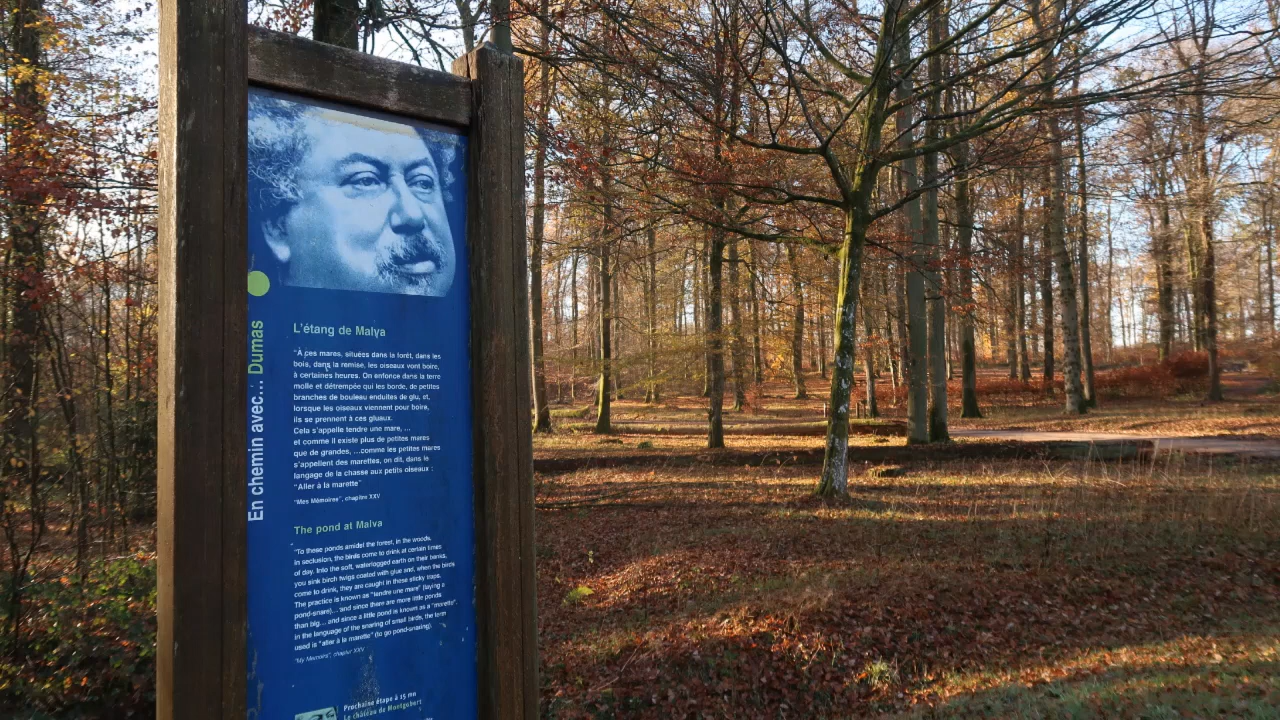 En chemin avec... Dumas
L'étang de Malva
"À ces mares, situées dans la forêt, dans les
bois, dans la remise, les oiseaux vont boire,
à certaines heures. On enfonce dans la terre
molle et détrempée qui les borde, de petites
branches de bouleau enduites de glu, et,
lorsque les oiseaux viennent pour boire,
ils se prennent à ces gluaux.
Cela s'appelle tendre une mare, ...
et comme il existe plus de petites mares
que de grandes, ...comme les petites mares
s'appellent des marettes, on dit, dans le
langage de la chasse aux petits oiseaux :
"Aller à la marette"
"Mes Mémoires", chapitre XXV
The pond at Malva
"To these ponds amidst the forest, in the woods,
in seclusion, the birds come to drink at certain times
of day. Into the soft, waterlogged earth on their banks,
you sink birch twigs coated with glue and, when the birds
come to drink, they are caught in these sticky traps.
The practice is known as "tendre une mare" (laying a
pond-snare)... and since there are more little ponds
than big... and since a little pond is known as a "marette",
in the language of the snaring of small birds, the term
used is "aller à la marette" (to go pond-snaring).
"My Memoirs", chapter XXV
Prochaine étape à 15 mn
Le château de Montgobert